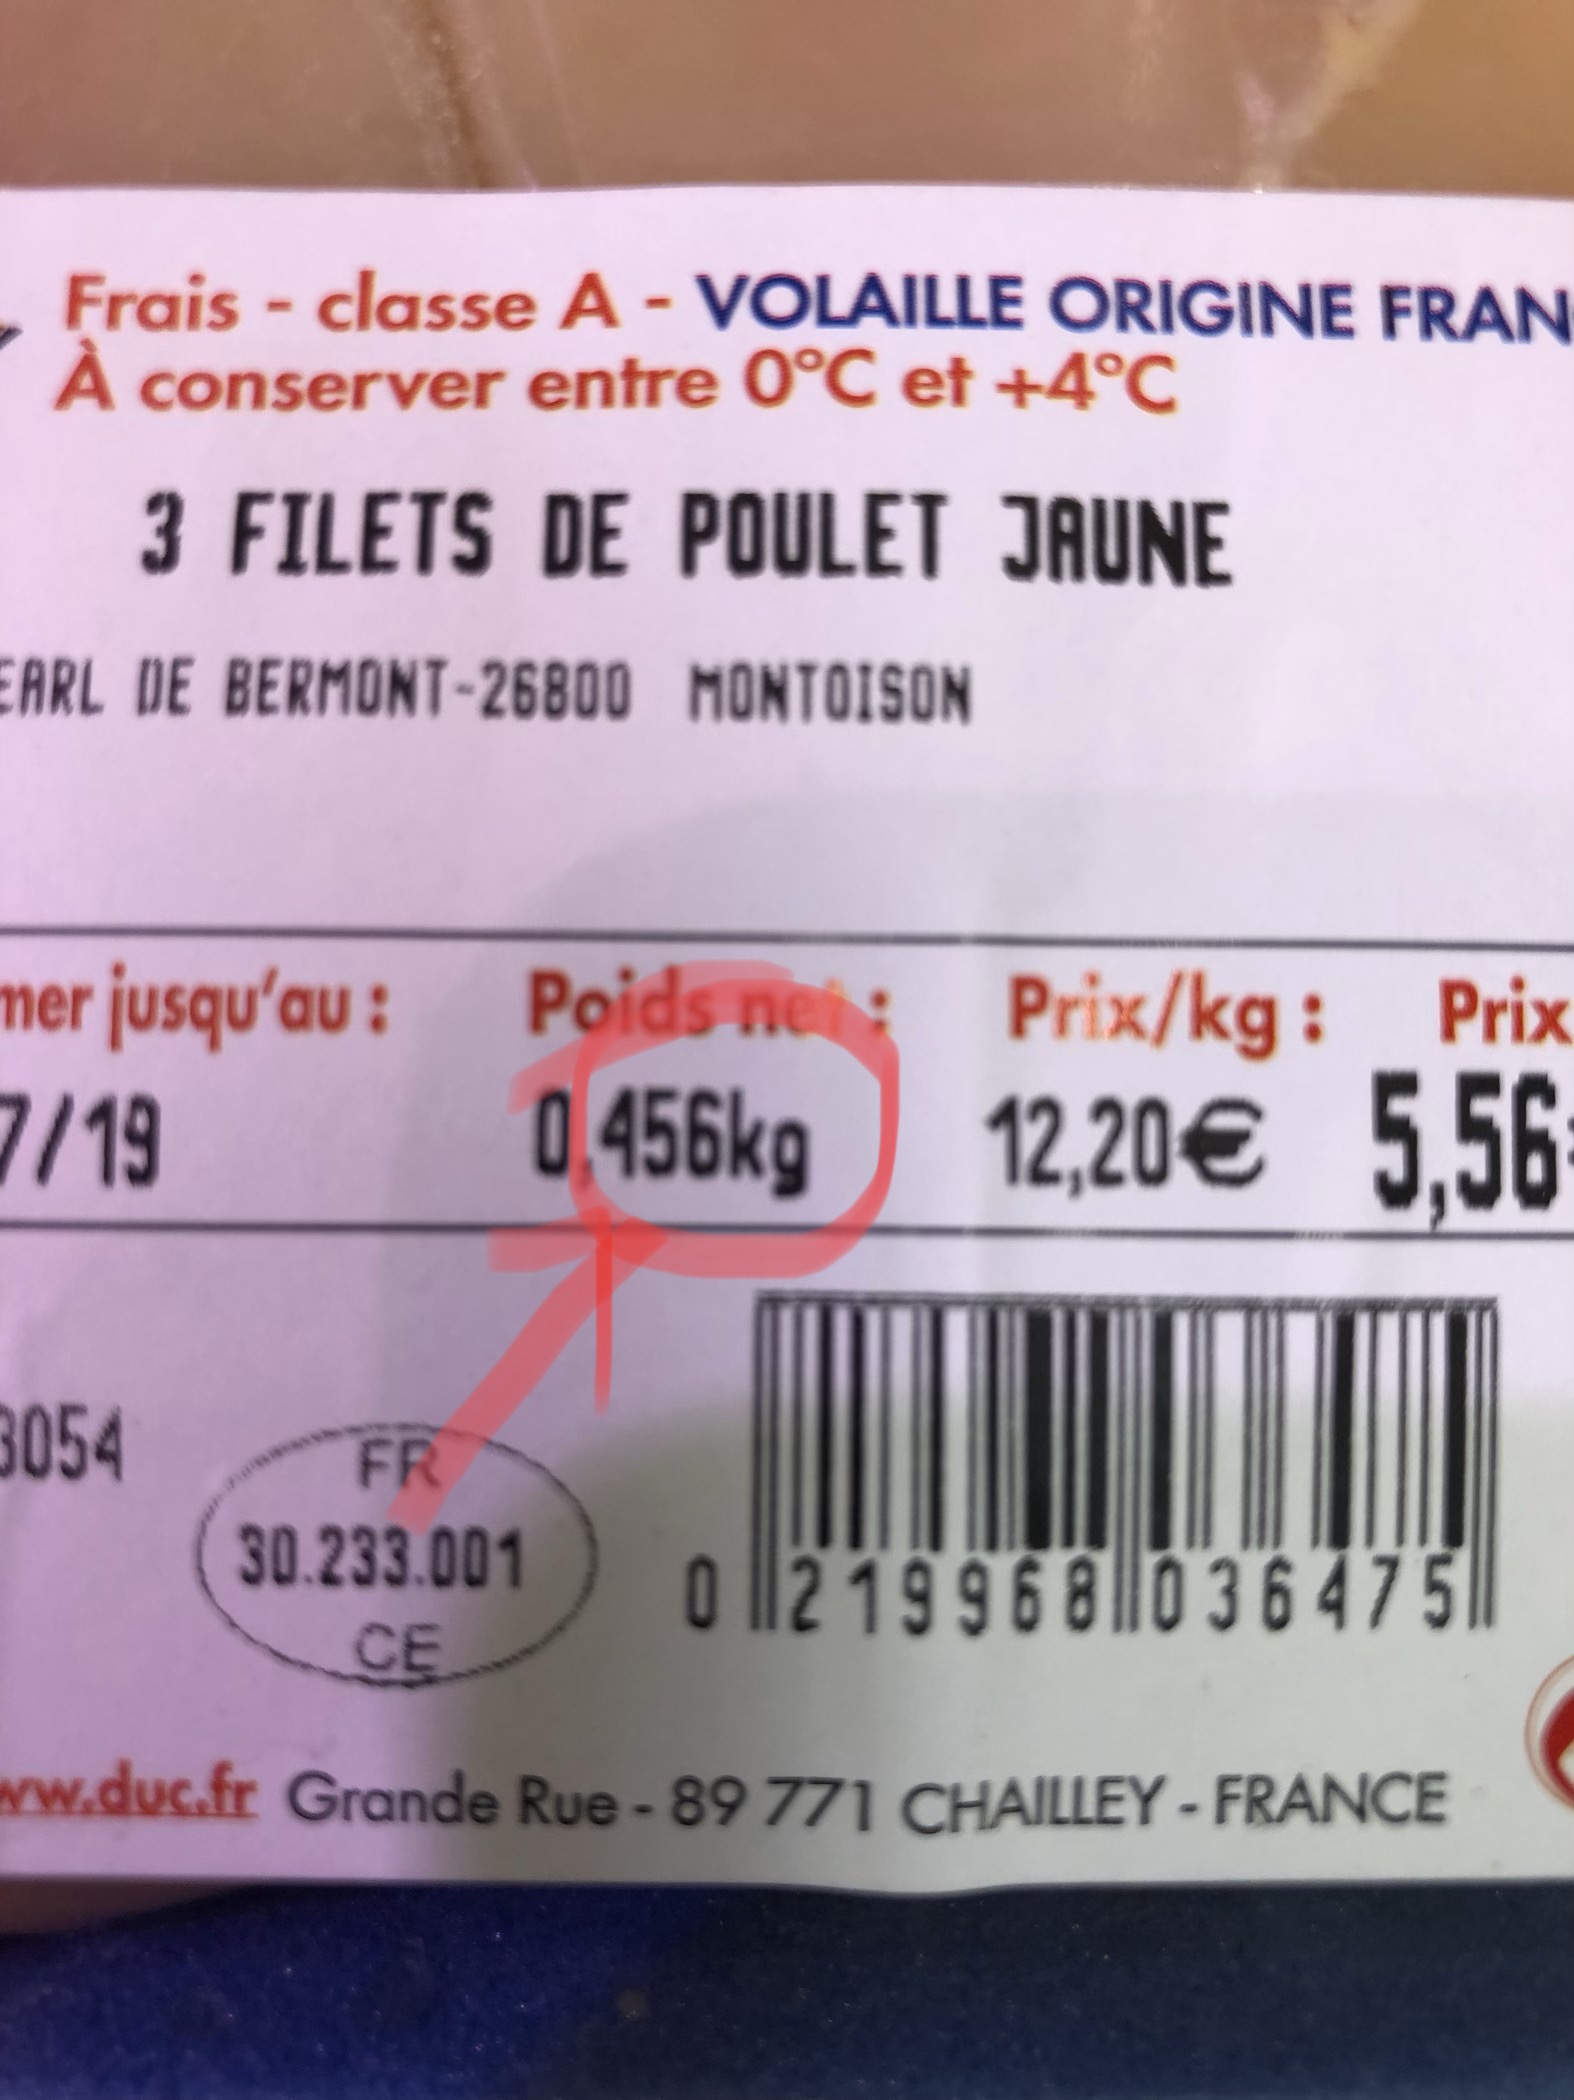 Frais - classe A - VOLAILLE ORIGINE FRAN
À conserver entre 0°C et +4°C
3 FILETS DE POULET JAUNE
EARL DE BERMONT-26800 MONTOISON
mer jusqu'au : Poids net : Prix/kg : Prix
7/19 0,456kg 12,20€ 5,56
3054
FR
30.233.001
CE
0 219968 036475
ww.duc.fr Grande Rue - 89 771 CHAILLEY - FRANCE